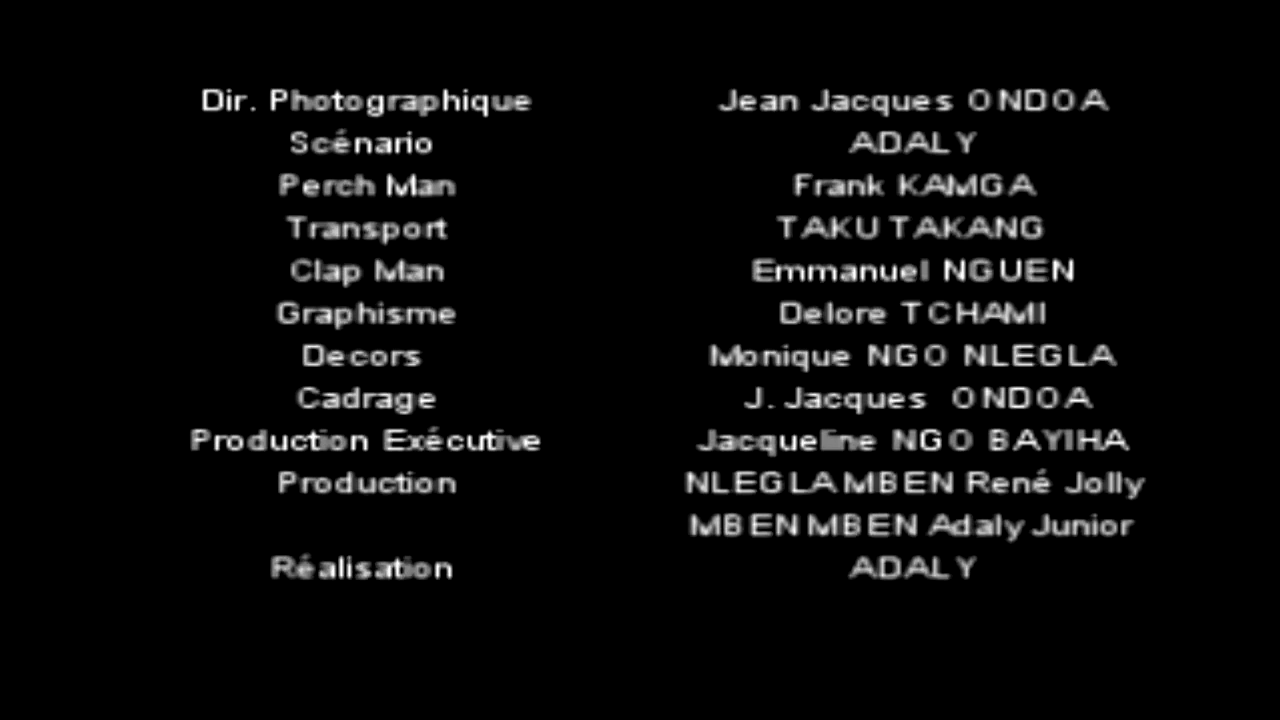 Dir. Photographique Jean Jacques ONDOA
Scénario ADALY
Perch Man Frank KAMGA
Transport TAKU TAKANG
Clap Man Emmanuel NGUEN
Graphisme Delore TCHAMI
Decors Monique NGO NLEGLA
Cadrage J. Jacques ONDOA
Production Exécutive Jacqueline NGO BAYIHA
Production NLEGLA MBEN René Jolly
MBEN MBEN Adaly Junior
Réalisation ADALY